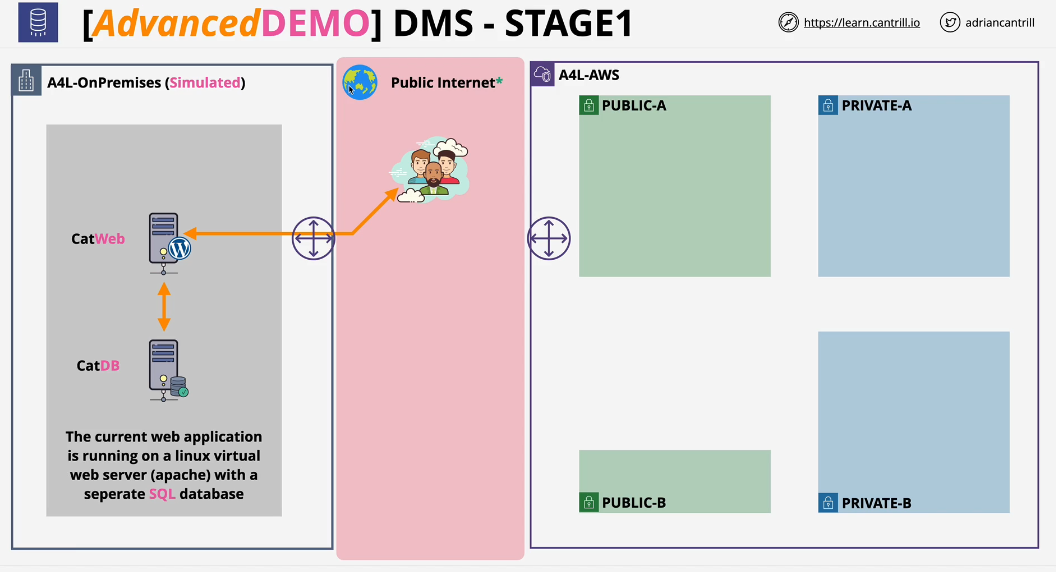 [AdvancedDEMO] DMS - STAGE1
https://learn.cantrill.io
adriancantrill
A4L-OnPremises (Simulated)
Public Internet*
A4L-AWS
PUBLIC-A
PRIVATE-A
CatWeb
W
CatDB
The current web application
is running on a linux virtual
web server (apache) with a
seperate SQL database
PUBLIC-B
PRIVATE-B